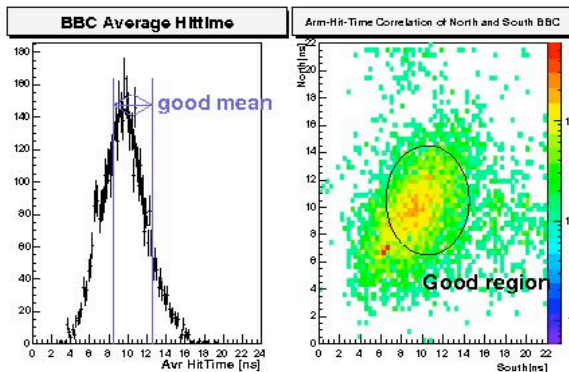 BBC Average Hittime
180
160
140
120
100
80
60
40
20
0
good mean
0 2 4 6 8 10 12 14 16 18 20 22 24
Avr HitTime [ns]
Arm-Hit-Time Correlation of North and South BBC
North[ns]
22
20
18
16
14
12
10
8
6
4
2
0
Good region
0 2 4 6 8 10 12 14 16 18 20 22
South[ns]
1
1